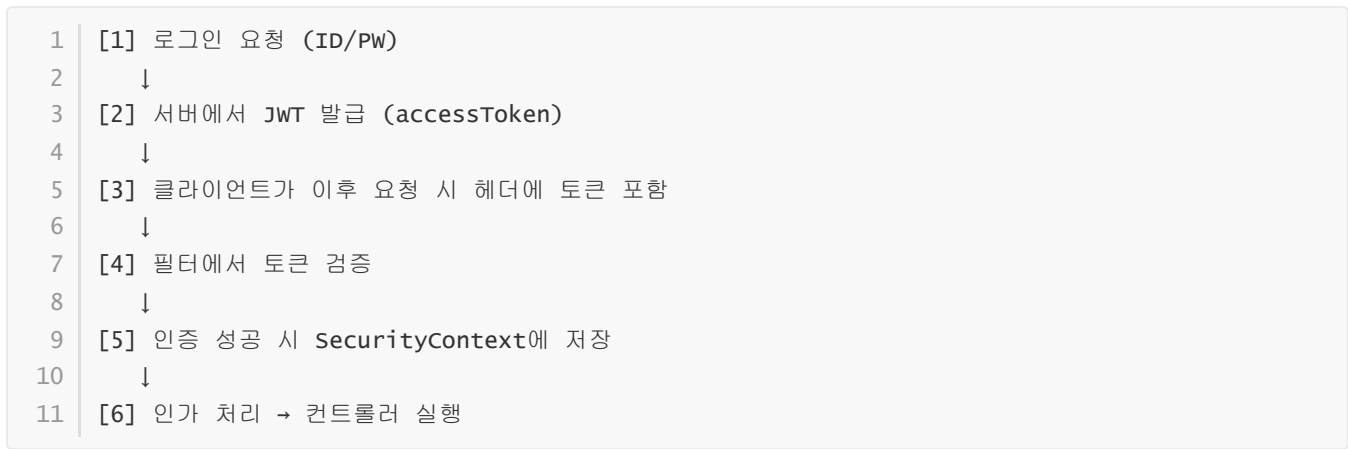 1 [1] 로그인 요청 (ID/PW)
2 ↓
3 [2] 서버에서 JWT 발급 (accessToken)
4 ↓
5 [3] 클라이언트가 이후 요청 시 헤더에 토큰 포함
6 ↓
7 [4] 필터에서 토큰 검증
8 ↓
9 [5] 인증 성공 시 SecurityContext에 저장
10 ↓
11 [6] 인가 처리 → 컨트롤러 실행